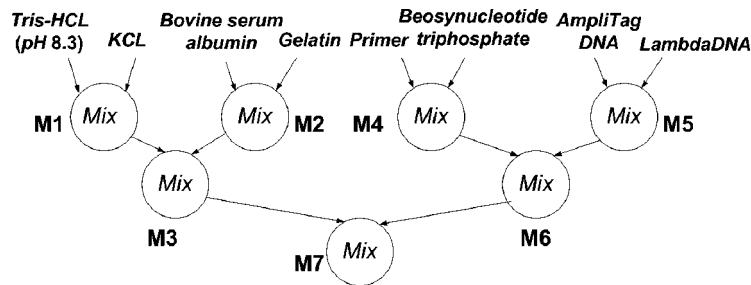 Tris-HCL
(pH 8.3)
KCL
Bovine serum
albumin
Gelatin
Primer
Beosynucleotide
triphosphate
AmpliTag
DNA
LambdaDNA
M1
Mix
Mix
M2
M4
Mix
Mix
M5
Mix
M3
Mix
M6
Mix
M7